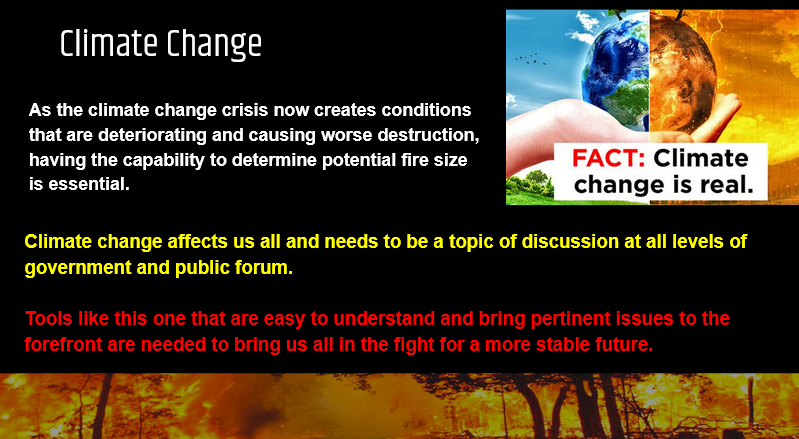 Climate Change
As the climate change crisis now creates conditions
that are deteriorating and causing worse destruction,
having the capability to determine potential fire size
is essential.
FACT: Climate
change is real.
Climate change affects us all and needs to be a topic of discussion at all levels of
government and public forum.
Tools like this one that are easy to understand and bring pertinent issues to the
forefront are needed to bring us all in the fight for a more stable future.